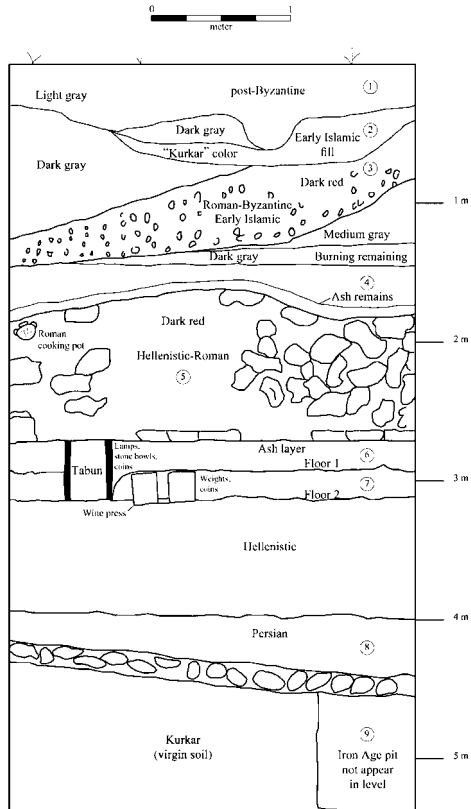 0 1
meter
post-Byzantine
1
Light gray
Dark gray
2
Early Islamic
fill
"Kurkar" color
Dark gray
3
Dark red
1 m
Roman-Byzantine
Early Islamic
Medium gray
Dark gray
Burning remaining
4
Ash remains
Dark red
Roman
cooking pot
2 m
Hellenistic-Roman
5
Lamps,
stone bowls,
coins
Ash layer
6
Floor 1
Tabun
Weights,
coins
3 m
7
Floor 2
Wine press
Hellenistic
4 m
Persian
8
Kurkar
(virgin soil)
9
Iron Age pit
not appear
in level
5 m